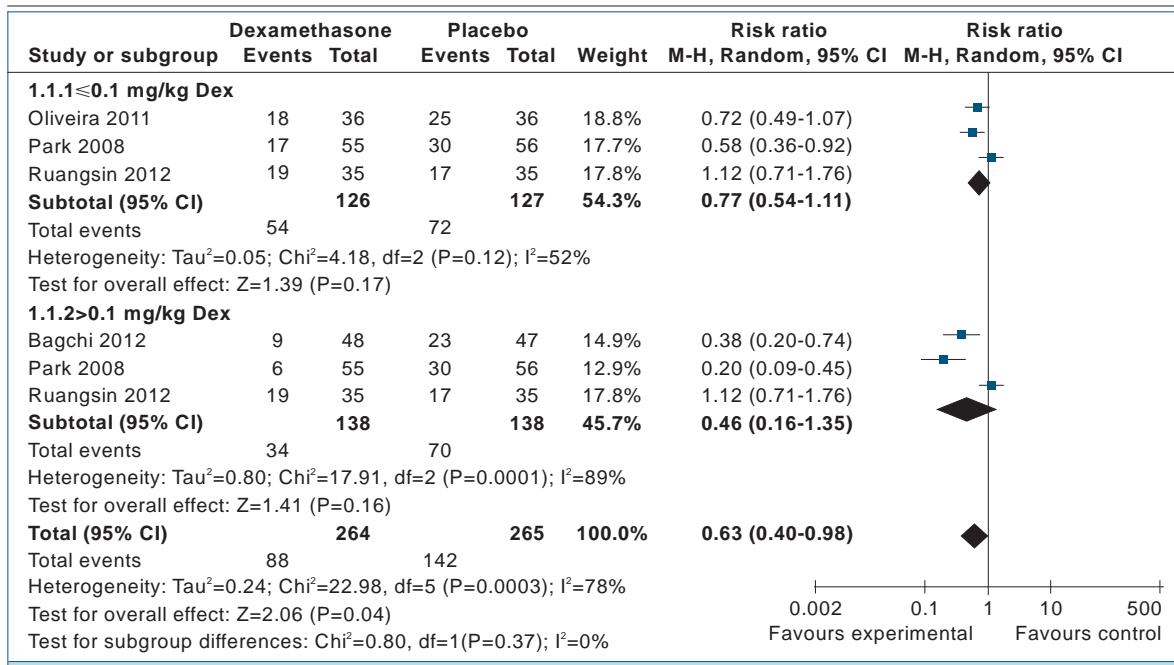 Dexamethasone Placebo Risk ratio Risk ratio
Study or subgroup Events Total Events Total Weight M-H, Random, 95% CI M-H, Random, 95% CI
1.1.1⩽0.1 mg/kg Dex
Oliveira 2011 18 36 25 36 18.8% 0.72 (0.49-1.07)
Park 2008 17 55 30 56 17.7% 0.58 (0.36-0.92)
Ruangsin 2012 19 35 17 35 17.8% 1.12 (0.71-1.76)
Subtotal (95% CI) 126 127 54.3% 0.77 (0.54-1.11)
Total events 54 72
Heterogeneity: Tau²=0.05; Chi²=4.18, df=2 (P=0.12); I²=52%
Test for overall effect: Z=1.39 (P=0.17)
1.1.2>0.1 mg/kg Dex
Bagchi 2012 9 48 23 47 14.9% 0.38 (0.20-0.74)
Park 2008 6 55 30 56 12.9% 0.20 (0.09-0.45)
Ruangsin 2012 19 35 17 35 17.8% 1.12 (0.71-1.76)
Subtotal (95% CI) 138 138 45.7% 0.46 (0.16-1.35)
Total events 34 70
Heterogeneity: Tau²=0.80; Chi²=17.91, df=2 (P=0.0001); I²=89%
Test for overall effect: Z=1.41 (P=0.16)
Total (95% CI) 264 265 100.0% 0.63 (0.40-0.98)
Total events 88 142
Heterogeneity: Tau²=0.24; Chi²=22.98, df=5 (P=0.0003); I²=78%
Test for overall effect: Z=2.06 (P=0.04)
Test for subgroup differences: Chi²=0.80, df=1(P=0.37); I²=0%
0.002 0.1 1 10 500
Favours experimental Favours control